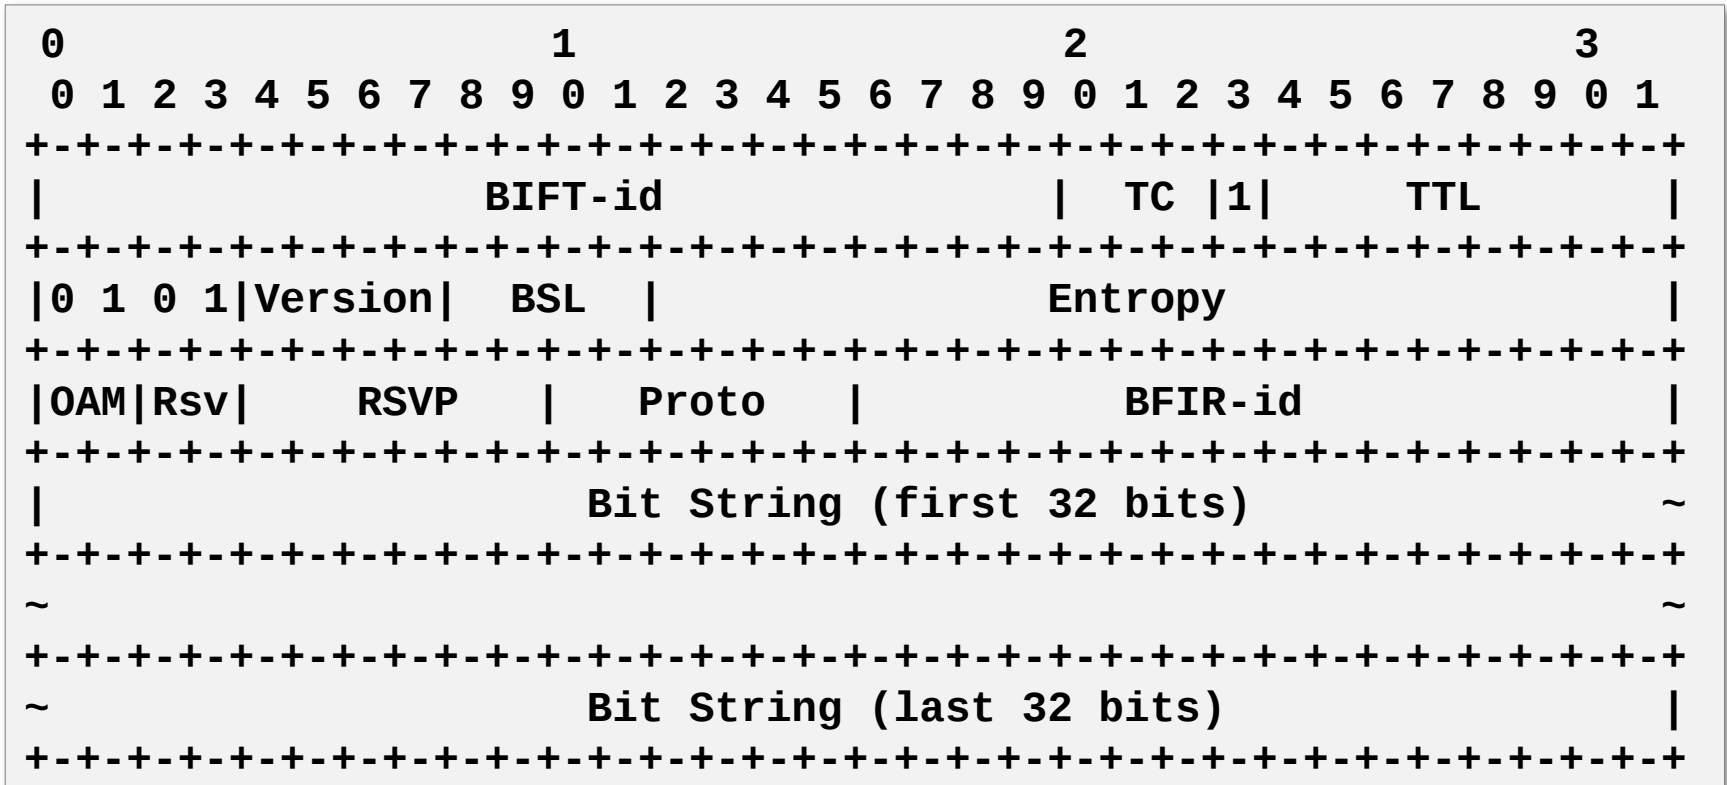 0                   1                   2                   3
 0 1 2 3 4 5 6 7 8 9 0 1 2 3 4 5 6 7 8 9 0 1 2 3 4 5 6 7 8 9 0 1
+-+-+-+-+-+-+-+-+-+-+-+-+-+-+-+-+-+-+-+-+-+-+-+-+-+-+-+-+-+-+-+-+
|                 BIFT-id               |  TC |1|     TTL       |
+-+-+-+-+-+-+-+-+-+-+-+-+-+-+-+-+-+-+-+-+-+-+-+-+-+-+-+-+-+-+-+-+
|0 1 0 1|Version|  BSL  |               Entropy                 |
+-+-+-+-+-+-+-+-+-+-+-+-+-+-+-+-+-+-+-+-+-+-+-+-+-+-+-+-+-+-+-+-+
|OAM|Rsv|    RSVP   |   Proto   |          BFIR-id              |
+-+-+-+-+-+-+-+-+-+-+-+-+-+-+-+-+-+-+-+-+-+-+-+-+-+-+-+-+-+-+-+-+
|                     Bit String (first 32 bits)                ~
+-+-+-+-+-+-+-+-+-+-+-+-+-+-+-+-+-+-+-+-+-+-+-+-+-+-+-+-+-+-+-+-+
~                                                               ~
+-+-+-+-+-+-+-+-+-+-+-+-+-+-+-+-+-+-+-+-+-+-+-+-+-+-+-+-+-+-+-+-+
~                     Bit String (last 32 bits)                 |
+-+-+-+-+-+-+-+-+-+-+-+-+-+-+-+-+-+-+-+-+-+-+-+-+-+-+-+-+-+-+-+-+